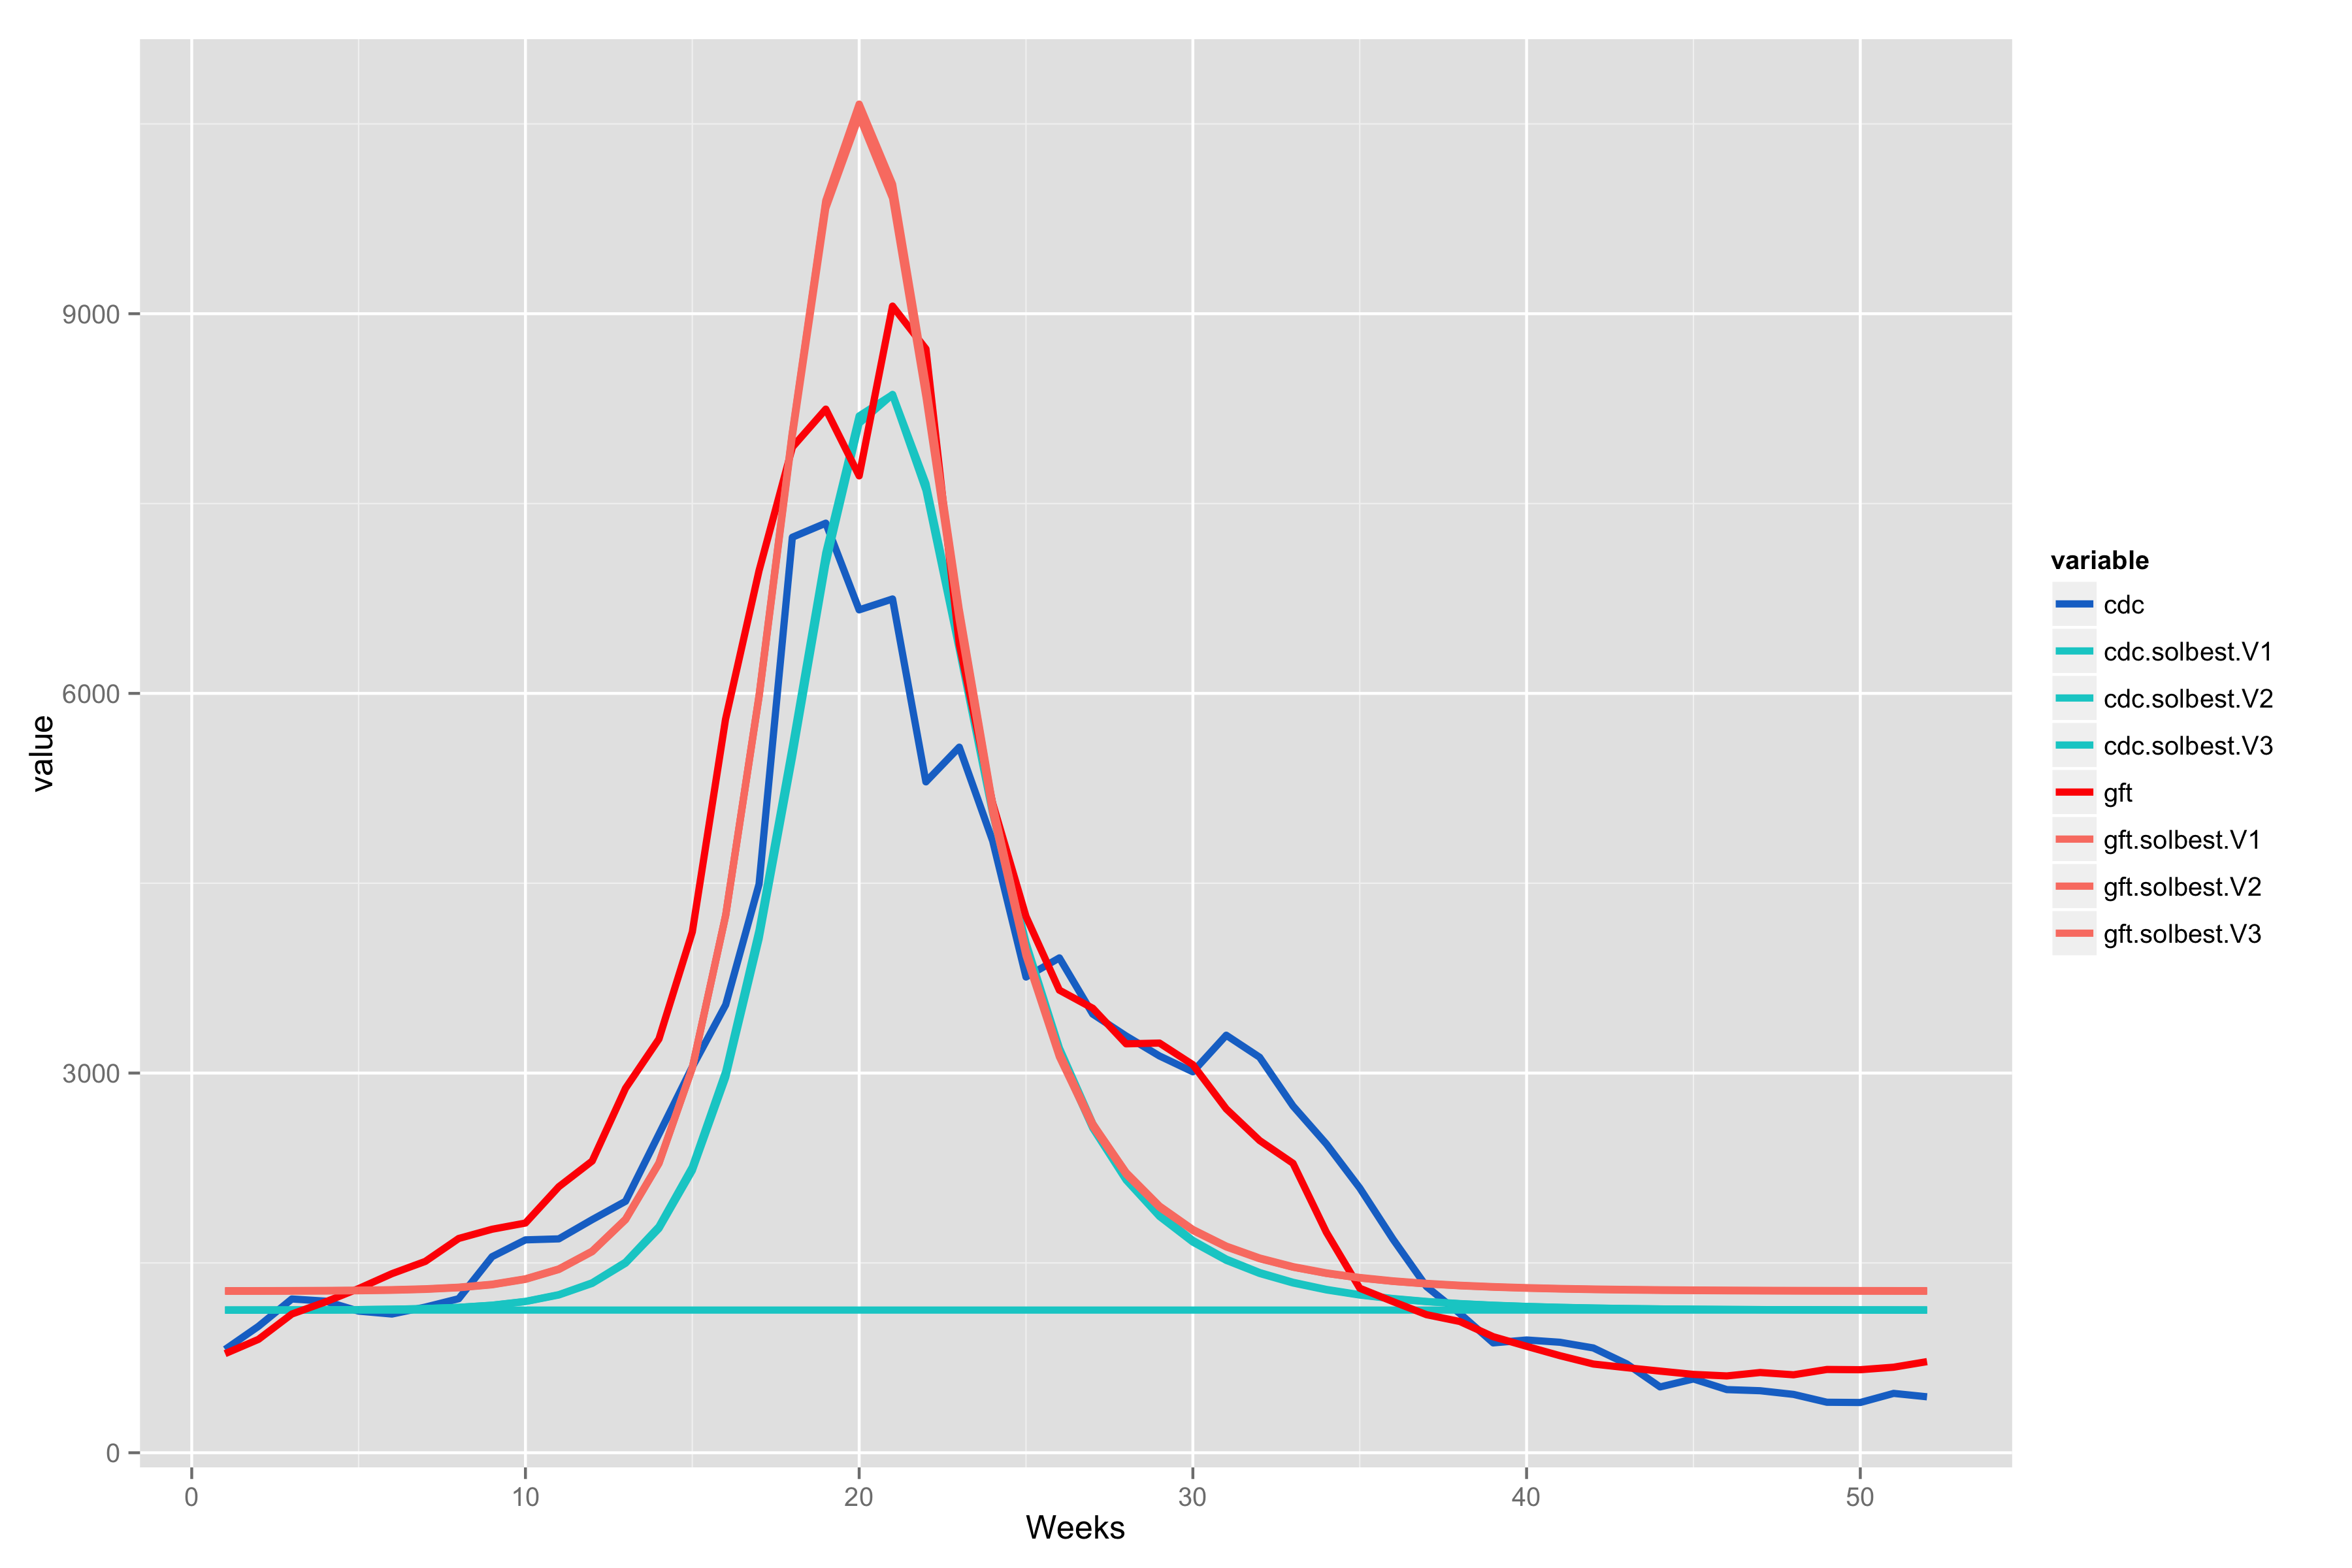 9000
6000
3000
0
value
0 10 20 30 40 50
Weeks
variable
cdc
cdc.solbest.V1
cdc.solbest.V2
cdc.solbest.V3
gft
gft.solbest.V1
gft.solbest.V2
gft.solbest.V3